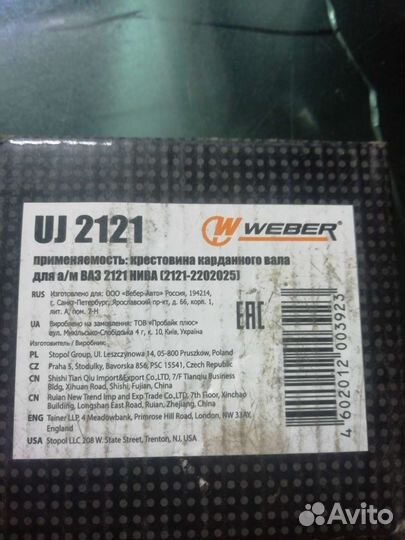 UJ 2121
WEBER®
применяемость: крестовина карданного вала
для а/м ВАЗ 2121 НИВА (2121-2202025)
RUS Изготовлено для: ООО «Вебер-Авто» Россия, 194214,
Санкт-Петербург, Ярославский пр-кт, д. 66, корп. 1,
лит. А, пом. 2-Н
UA Вироблено на замовлення: ТОВ «Пробайк плюс»
вул. Микільсько-Слобідська 4 г, к. 10, Київ, Україна
Изготовитель / Виробник:
PL Stopol Group, Ul. Leszczynowa 14, 05-800 Pruszków, Poland
CZ Praha 5, Stodulky, Bavorska 856, PSC 15541, Czech Republic
CN Shishi Tian Qiu Import&Export Co.,LTD, 7/F Tianqiu Business
Bldg, Xihuan Road, Shishi, Fujian, China
CN Ruian New Trend Imp and Exp Trade Co.,LTD, 7th Floor, Xinchao
Building, Longshan East Road, Ruian, Zhejiang, China
ENG Tainer LLP, 4 Meadowbank, Primrose Hill Road, London, NW 33AY,
England
USA Stopol LLC 208 W. State Street, Trenton, NJ, USA
EAC
4 602012 003923
Avito